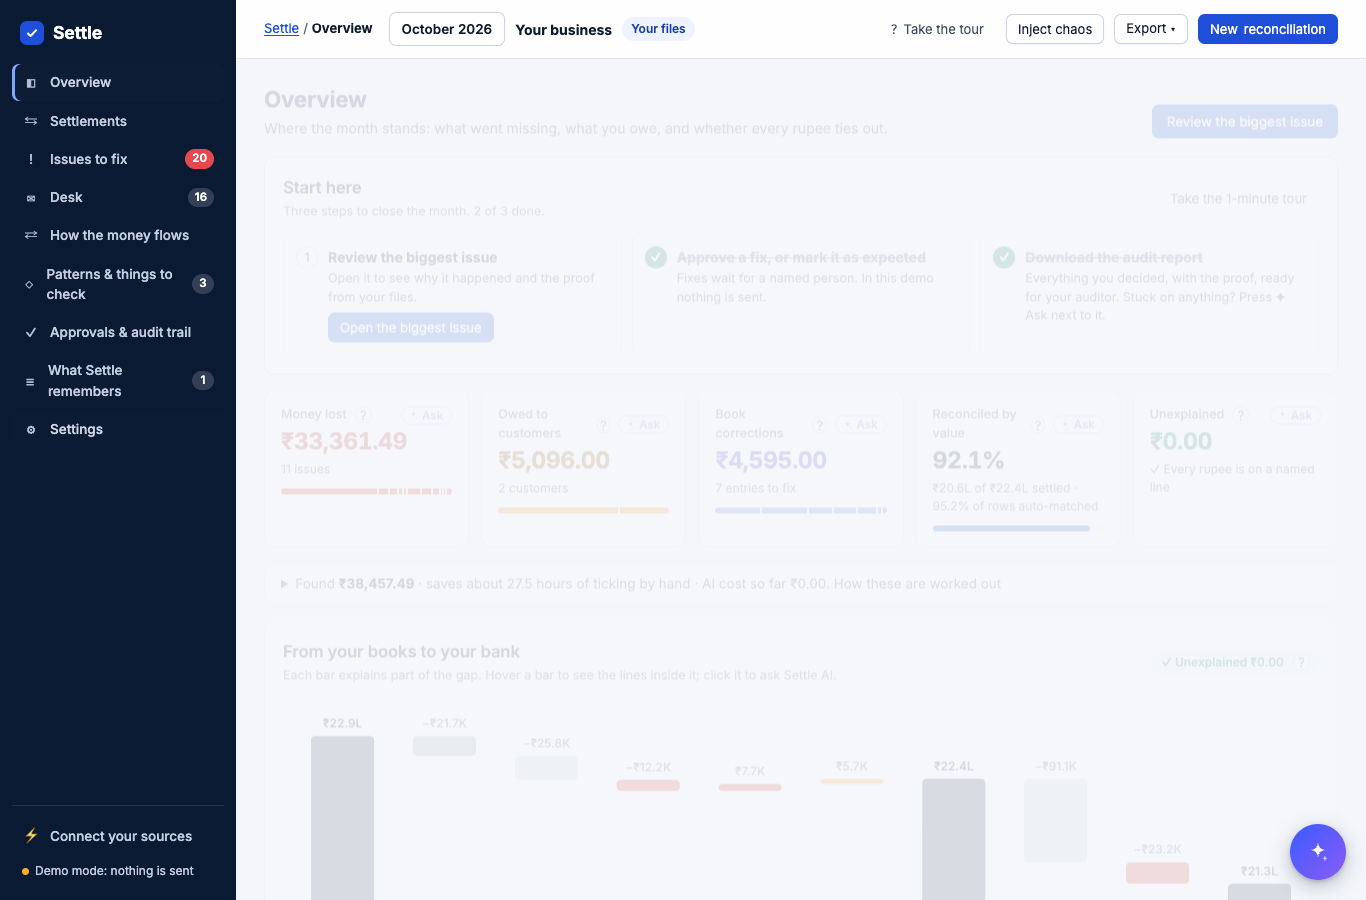 Settle
Overview
Settlements
! Issues to fix 20
Desk 16
How the money flows
Patterns & things to
check
3
Approvals & audit trail
What Settle
remembers
1
Settings
Connect your sources
Demo mode: nothing is sent
Settle / Overview
October 2026
Your business
Your files
? Take the tour
Inject chaos
Export
New reconciliation
Overview
Where the month stands: what went missing, what you owe, and whether every rupee ties out.
Review the biggest issue
Start here
Three steps to close the month. 2 of 3 done.
Take the 1-minute tour
1 Review the biggest issue
Open it to see why it happened and the proof
from your files.
Open the biggest issue
Approve a fix, or mark it as expected
Fixes wait for a named person. In this demo
nothing is sent.
Download the audit report
Everything you decided, with the proof, ready
for your auditor. Stuck on anything? Press ✦
Ask next to it.
Money lost ? Ask
₹33,361.49
11 issues
Owed to
customers
? Ask
₹5,096.00
2 customers
Book
corrections
? Ask
₹4,595.00
7 entries to fix
Reconciled by
value
? Ask
92.1%
₹20.6L of ₹22.4L settled ·
95.2% of rows auto-matched
Unexplained ? Ask
₹0.00
✓ Every rupee is on a named
line
Found ₹38,457.49 · saves about 27.5 hours of ticking by hand · AI cost so far ₹0.00. How these are worked out
From your books to your bank
Each bar explains part of the gap. Hover a bar to see the lines inside it; click it to ask Settle AI.
✓ Unexplained ₹0.00 ?
₹22.9L
−₹21.7K
−₹25.8K
−₹12.2K
₹7.7K
₹5.7K
₹22.4L
−₹91.1K
−₹23.2K
₹21.3L